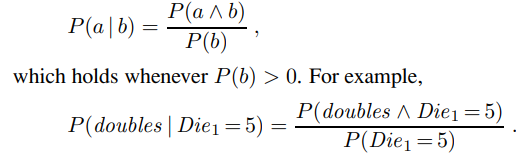 P(a | b) = P(a ∧ b) / P(b) ,
which holds whenever P(b) > 0. For example,
P(doubles | Die₁ = 5) = P(doubles ∧ Die₁ = 5) / P(Die₁ = 5) .